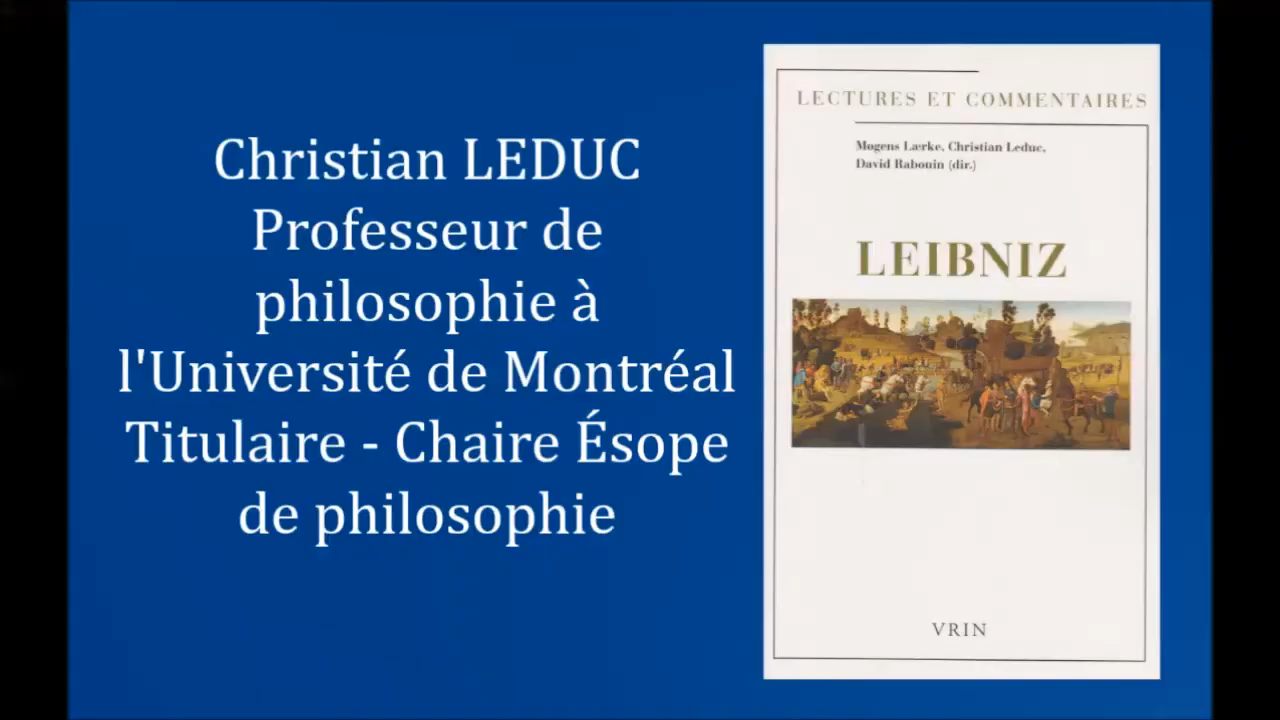 Christian LEDUC
Professeur de
philosophie à
l'Université de Montréal
Titulaire - Chaire Ésope
de philosophie
LECTURES ET COMMENTAIRES
Mogens Lærke, Christian Leduc,
David Rabouin (dir.)
LEIBNIZ
VRIN